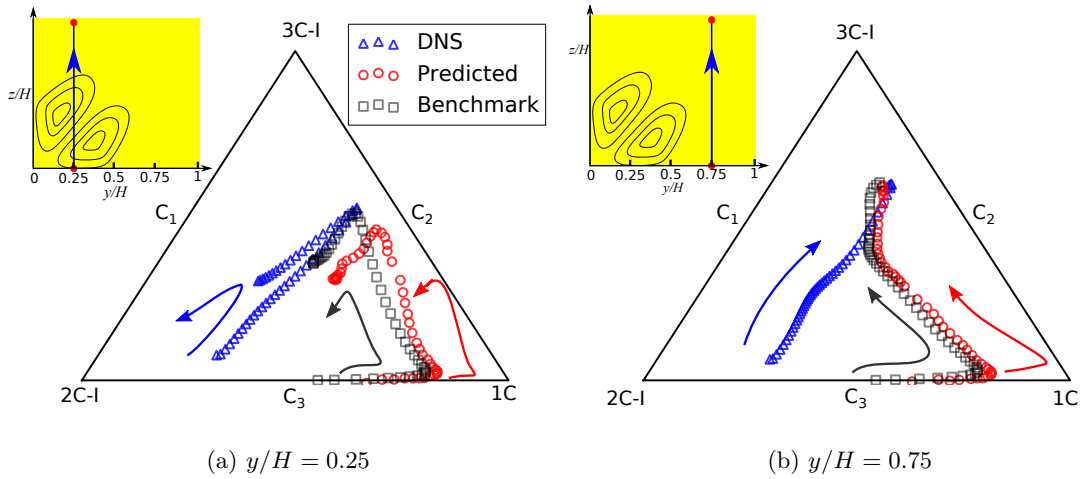 z/H
0 0.25 0.5 0.75 1
y/H
3C-I
DNS
Predicted
Benchmark
C₁
C₂
2C-I
C₃
1C
(a) y/H = 0.25
z/H
0 0.25 0.5 0.75 1
y/H
3C-I
C₁
C₂
2C-I
C₃
1C
(b) y/H = 0.75